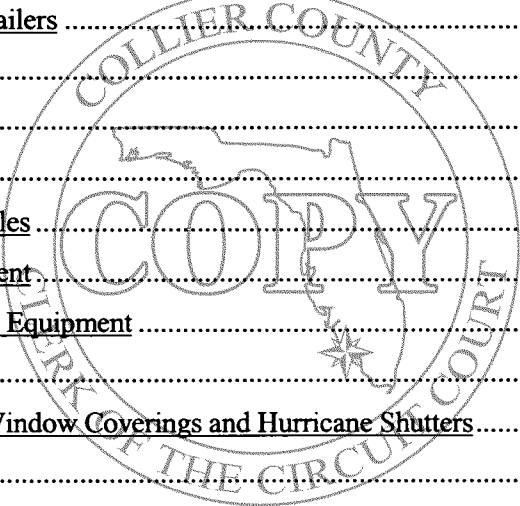 ailers
COLLIER COUNTY
COPY
les
ent
Equipment
Window Coverings and Hurricane Shutters
CLERK OF THE CIRCUIT COURT